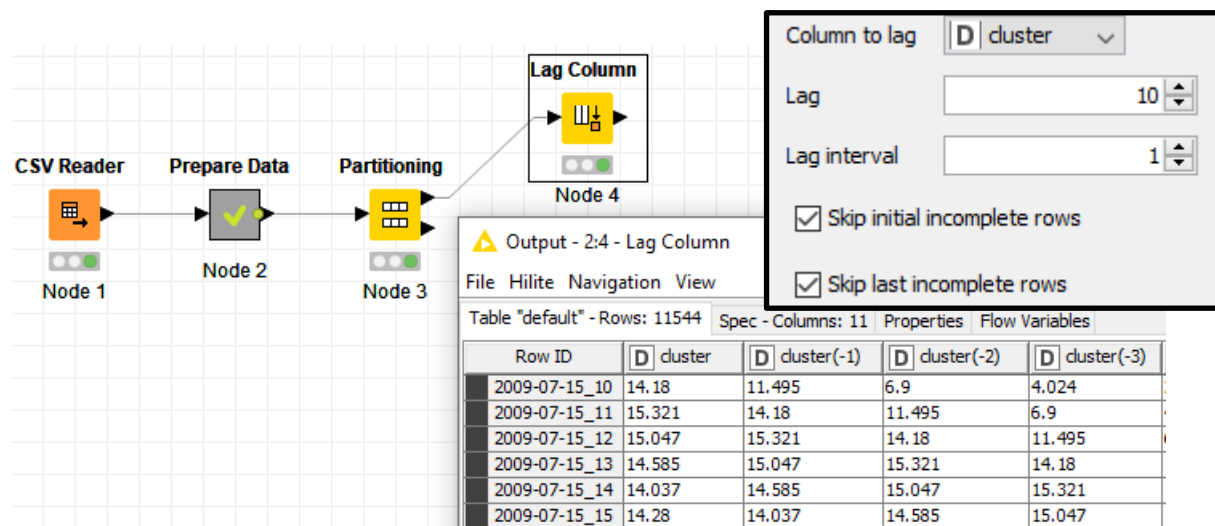 Lag Column
CSV Reader
Prepare Data
Partitioning
Node 4
Node 1
Node 2
Node 3
Column to lag D cluster
Lag 10
Lag interval 1
Skip initial incomplete rows
Skip last incomplete rows
Output - 2:4 - Lag Column
File Hilite Navigation View
Table "default" - Rows: 11544 Spec - Columns: 11 Properties Flow Variables
Row ID D cluster D cluster(-1) D cluster(-2) D cluster(-3)
2009-07-15_10 14.18 11.495 6.9 4.024
2009-07-15_11 15.321 14.18 11.495 6.9
2009-07-15_12 15.047 15.321 14.18 11.495
2009-07-15_13 14.585 15.047 15.321 14.18
2009-07-15_14 14.037 14.585 15.047 15.321
2009-07-15_15 14.28 14.037 14.585 15.047